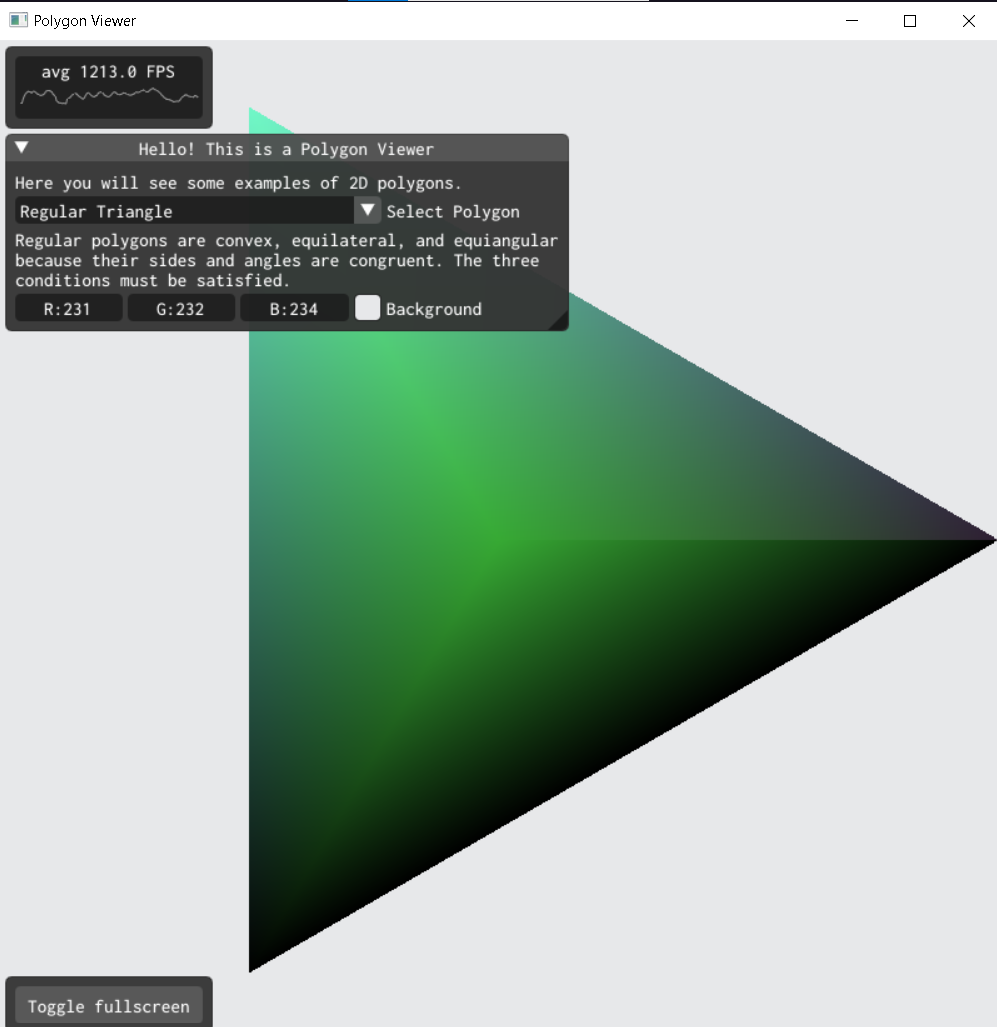 Polygon Viewer
avg 1213.0 FPS
Hello! This is a Polygon Viewer
Here you will see some examples of 2D polygons.
Regular Triangle Select Polygon
Regular polygons are convex, equilateral, and equiangular
because their sides and angles are congruent. The three
conditions must be satisfied.
R:231 G:232 B:234 Background
Toggle fullscreen